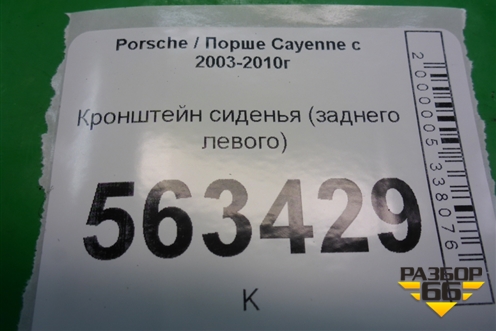 Porsche / Порше Cayenne с
2003-2010г
Кронштейн сиденья (заднего
левого)
563429
К
2000005338076
РАЗБОР
66